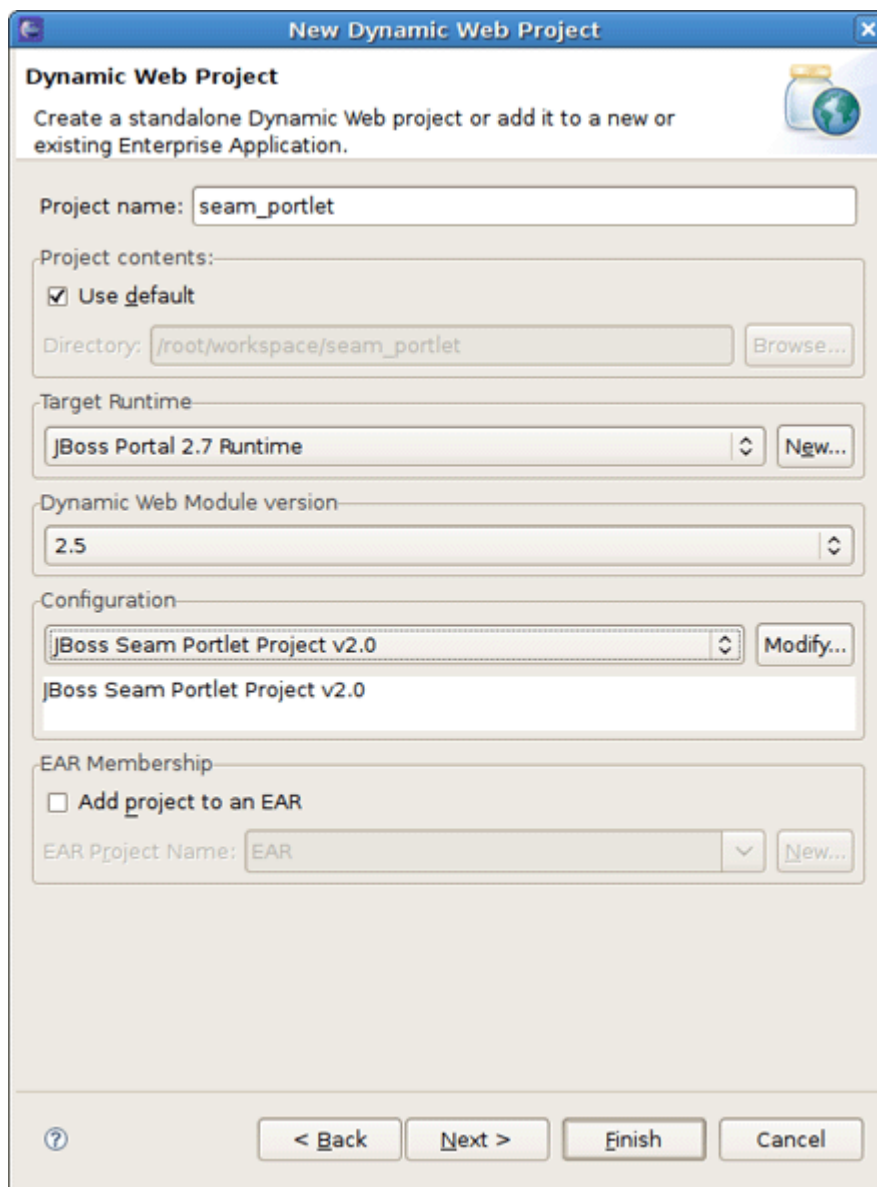 New Dynamic Web Project
Dynamic Web Project
Create a standalone Dynamic Web project or add it to a new or
existing Enterprise Application.
Project name: seam_portlet
Project contents:
Use default
Directory: /root/workspace/seam_portlet Browse...
Target Runtime
JBoss Portal 2.7 Runtime New...
Dynamic Web Module version
2.5
Configuration
JBoss Seam Portlet Project v2.0 Modify...
JBoss Seam Portlet Project v2.0
EAR Membership
Add project to an EAR
EAR Project Name: EAR New...
< Back Next > Finish Cancel